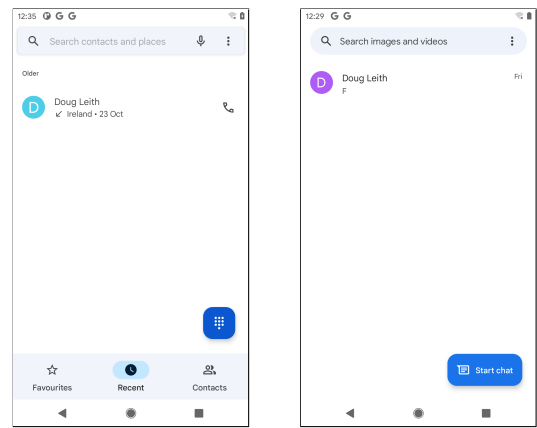 12:35 G G
Search contacts and places
Older
D
Doug Leith
Ireland • 23 Oct
Favourites
Recent
Contacts
12:29 G G
Search images and videos
D
Doug Leith
Fri
F
Start chat